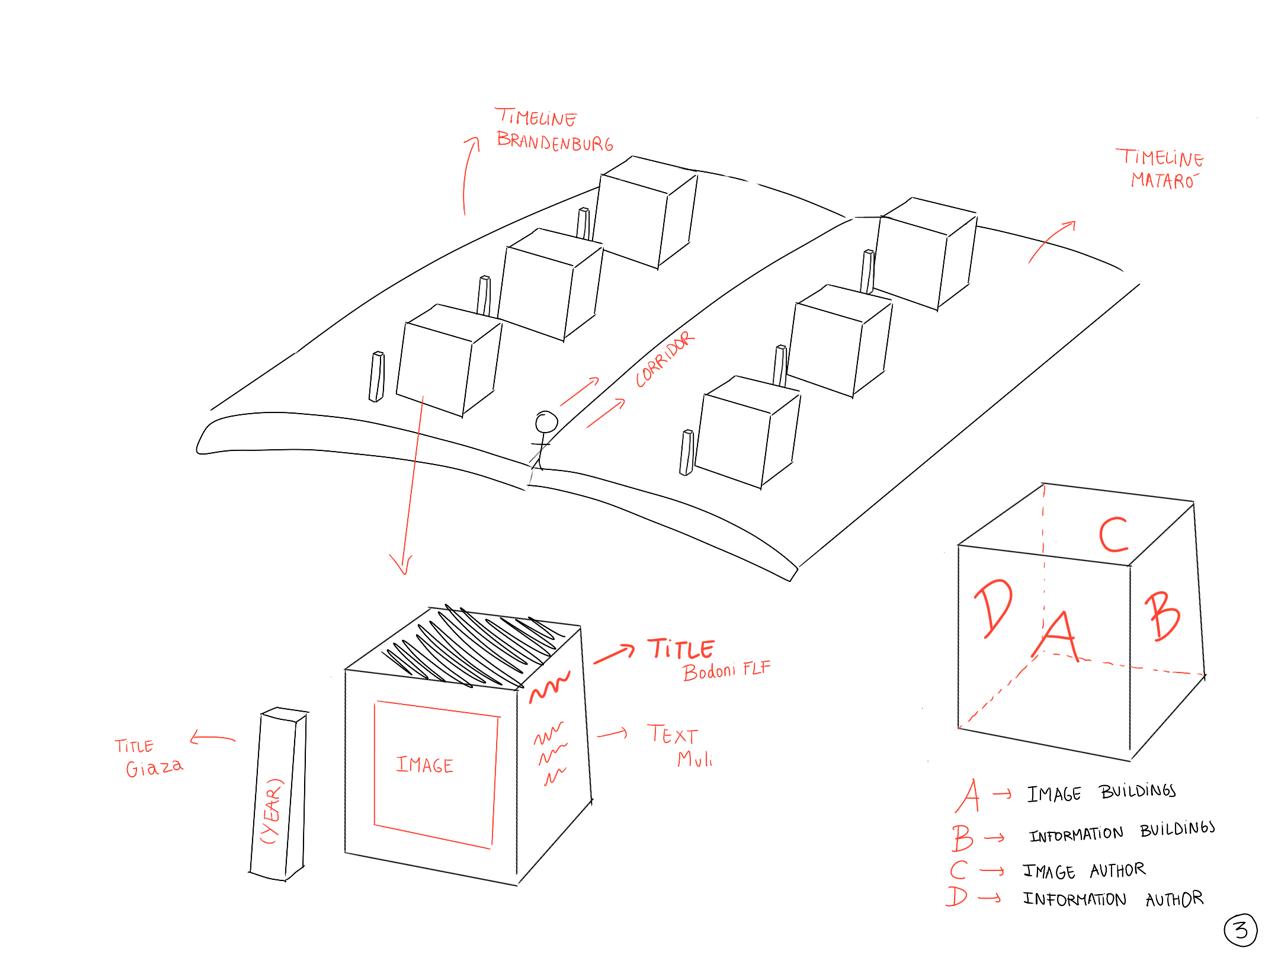 TIMELINE
BRANDENBURG
TIMELINE
MATARÓ
CORRIDOR
TITLE
Bodoni FLF
TEXT
Muli
IMAGE
TITLE
Giaza
(YEAR)
C
D
A
B
A → IMAGE BUILDINGS
B → INFORMATION BUILDINGS
C → IMAGE AUTHOR
D → INFORMATION AUTHOR
3